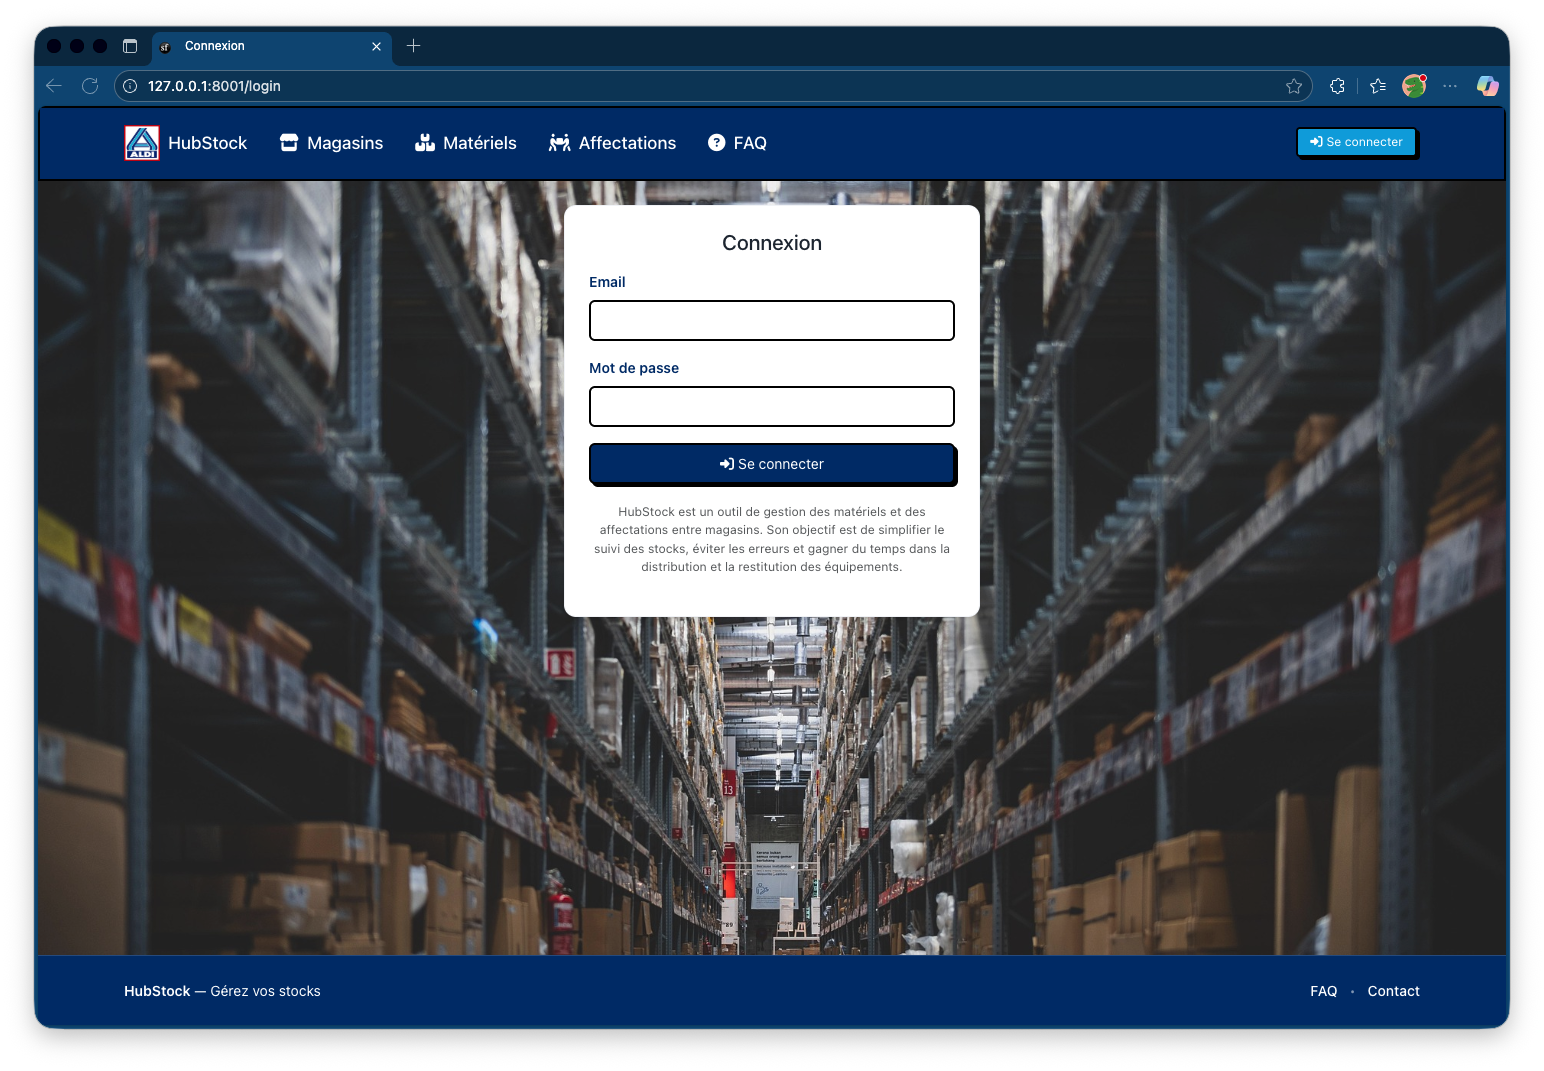 Connexion
127.0.0.1:8001/login
ALDI
HubStock
Magasins
Matériels
Affectations
FAQ
Se connecter
Connexion
Email
Mot de passe
Se connecter
HubStock est un outil de gestion des matériels et des
affectations entre magasins. Son objectif est de simplifier le
suivi des stocks, éviter les erreurs et gagner du temps dans la
distribution et la restitution des équipements.
13
HubStock — Gérez vos stocks
FAQ • Contact